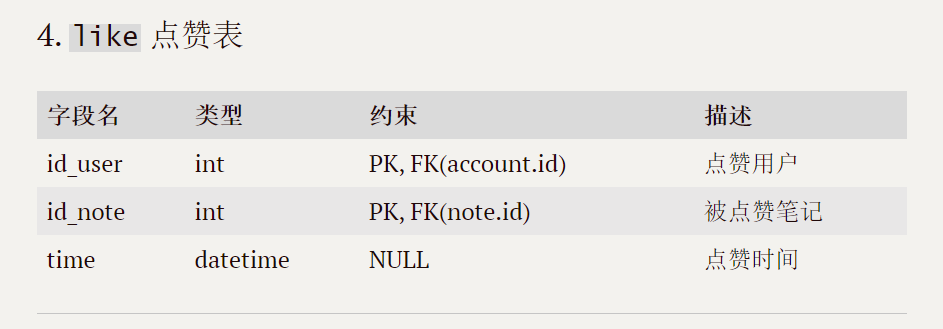 4. like 点赞表
字段名 类型 约束 描述
id_user int PK, FK(account.id) 点赞用户
id_note int PK, FK(note.id) 被点赞笔记
time datetime NULL 点赞时间